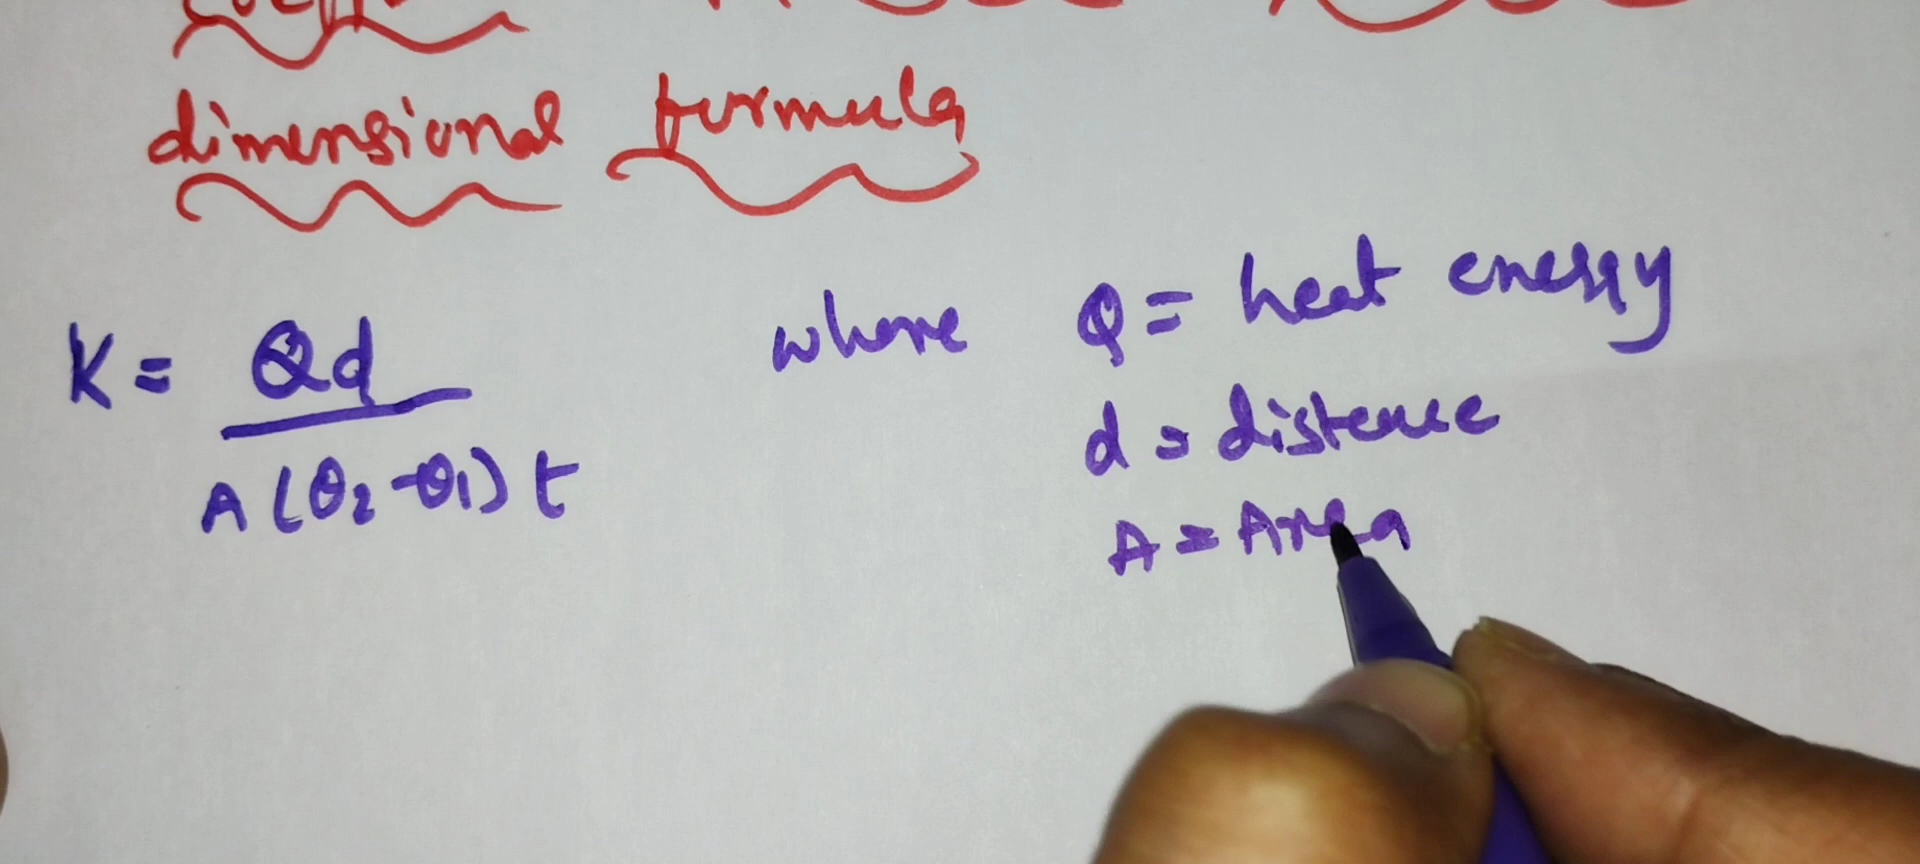 dimensional formula
K = Qd / A(θ2-θ1)t
where Q = heat energy
d = distance
A = Area